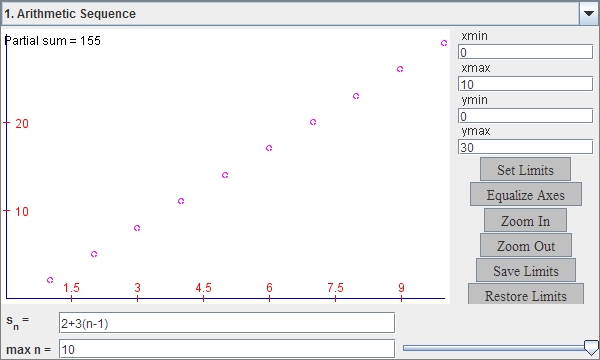 1. Arithmetic Sequence
Partial sum = 155
20
10
1.5 3 4.5 6 7.5 9
xmin
0
xmax
10
ymin
0
ymax
30
Set Limits
Equalize Axes
Zoom In
Zoom Out
Save Limits
Restore Limits
sn = 2+3(n-1)
max n = 10